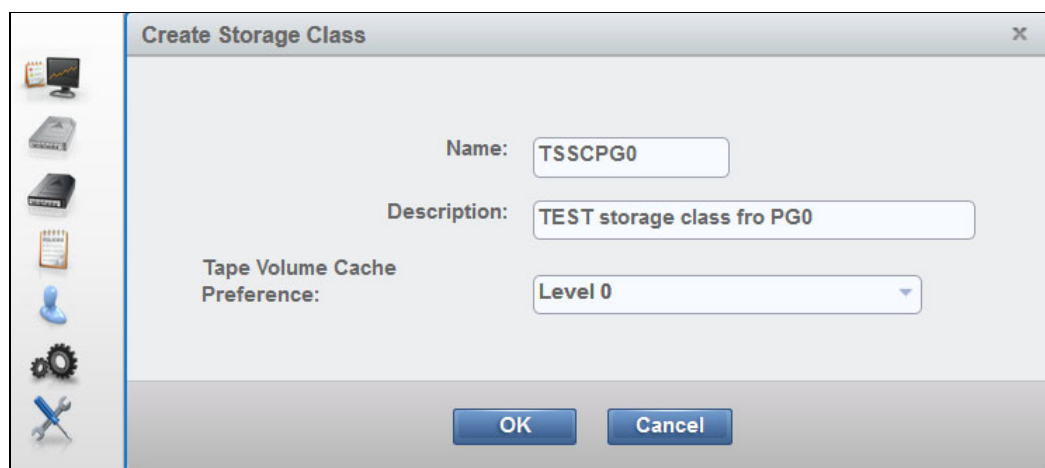 Create Storage Class
x
Name:
TSSCPG0
Description:
TEST storage class fro PG0
Tape Volume Cache
Preference:
Level 0
OK
Cancel